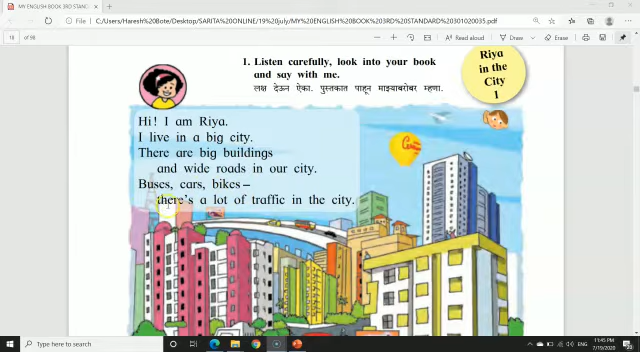 MY ENGLISH BOOK 3RD STANDARD
File | C:/Users/Haresh%20Bote/Desktop/SARITA%20ONLINE/19%20july/MY%20ENGLISH%20BOOK%203RD%20STANDARD%20301020035.pdf
18 of 96
Read aloud
Draw
Highlight
Erase
1. Listen carefully, look into your book
and say with me.
लक्ष देऊन ऐका. पुस्तकात पाहून माझ्याबरोबर म्हणा.
Riya
in the
City
1
Hi! I am Riya.
I live in a big city.
There are big buildings
and wide roads in our city.
Buses, cars, bikes –
there's a lot of traffic in the city.
Type here to search
ENG
11:45 PM
7/19/2020